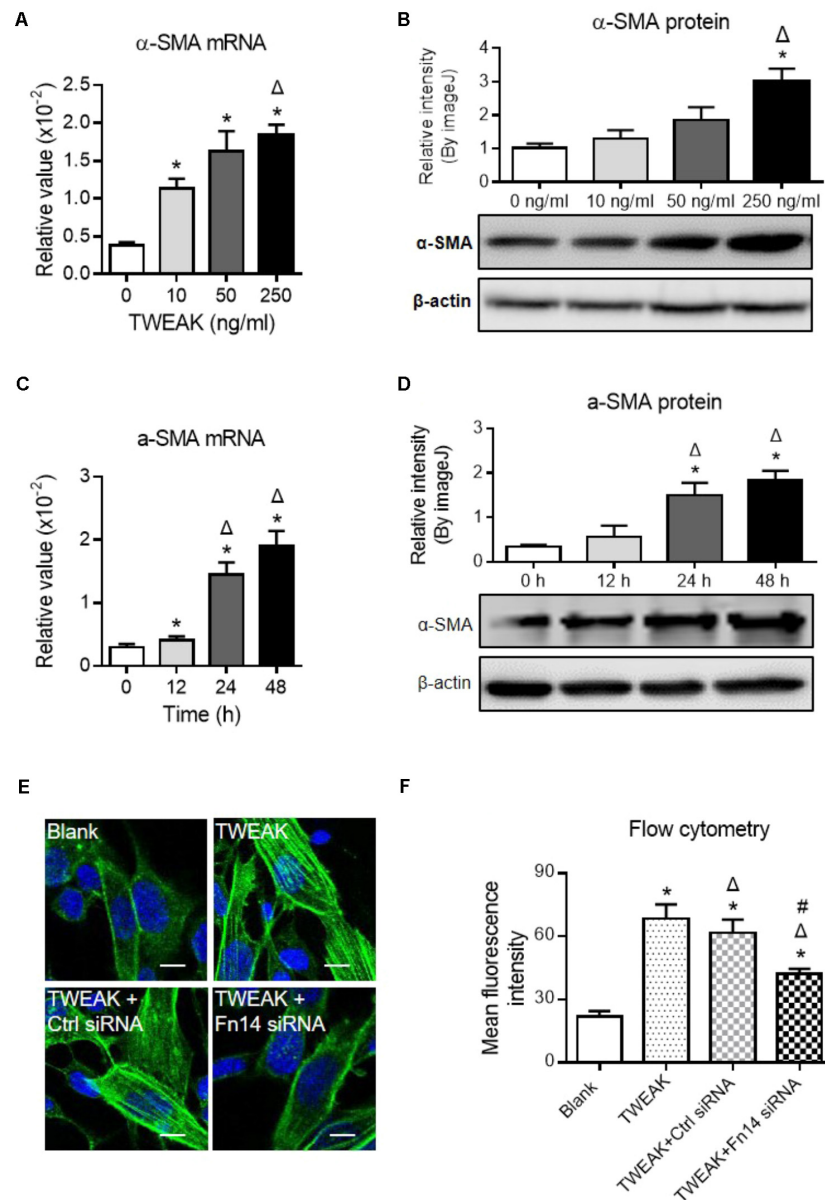 A
α-SMA mRNA
Relative value (x10⁻²)
2.5
2.0
1.5
1.0
0.5
0.0
*
*
Δ
*
0 10 50 250
TWEAK (ng/ml)
B
α-SMA protein
Relative intensity
(By imageJ)
4
3
2
1
0
Δ
*
0 ng/ml 10 ng/ml 50 ng/ml 250 ng/ml
α-SMA
β-actin
C
a-SMA mRNA
Relative value (x10⁻²)
3
2
1
0
*
Δ
*
Δ
*
0 12 24 48
Time (h)
D
a-SMA protein
Relative intensity
(By imageJ)
3
2
1
0
Δ
*
Δ
*
0 h 12 h 24 h 48 h
α-SMA
β-actin
E
Blank
TWEAK
TWEAK +
Ctrl siRNA
TWEAK +
Fn14 siRNA
F
Flow cytometry
Mean fluorescence
intensity
90
60
30
0
*
Δ
*
#
Δ
*
Blank
TWEAK
TWEAK+Ctrl siRNA
TWEAK+Fn14 siRNA